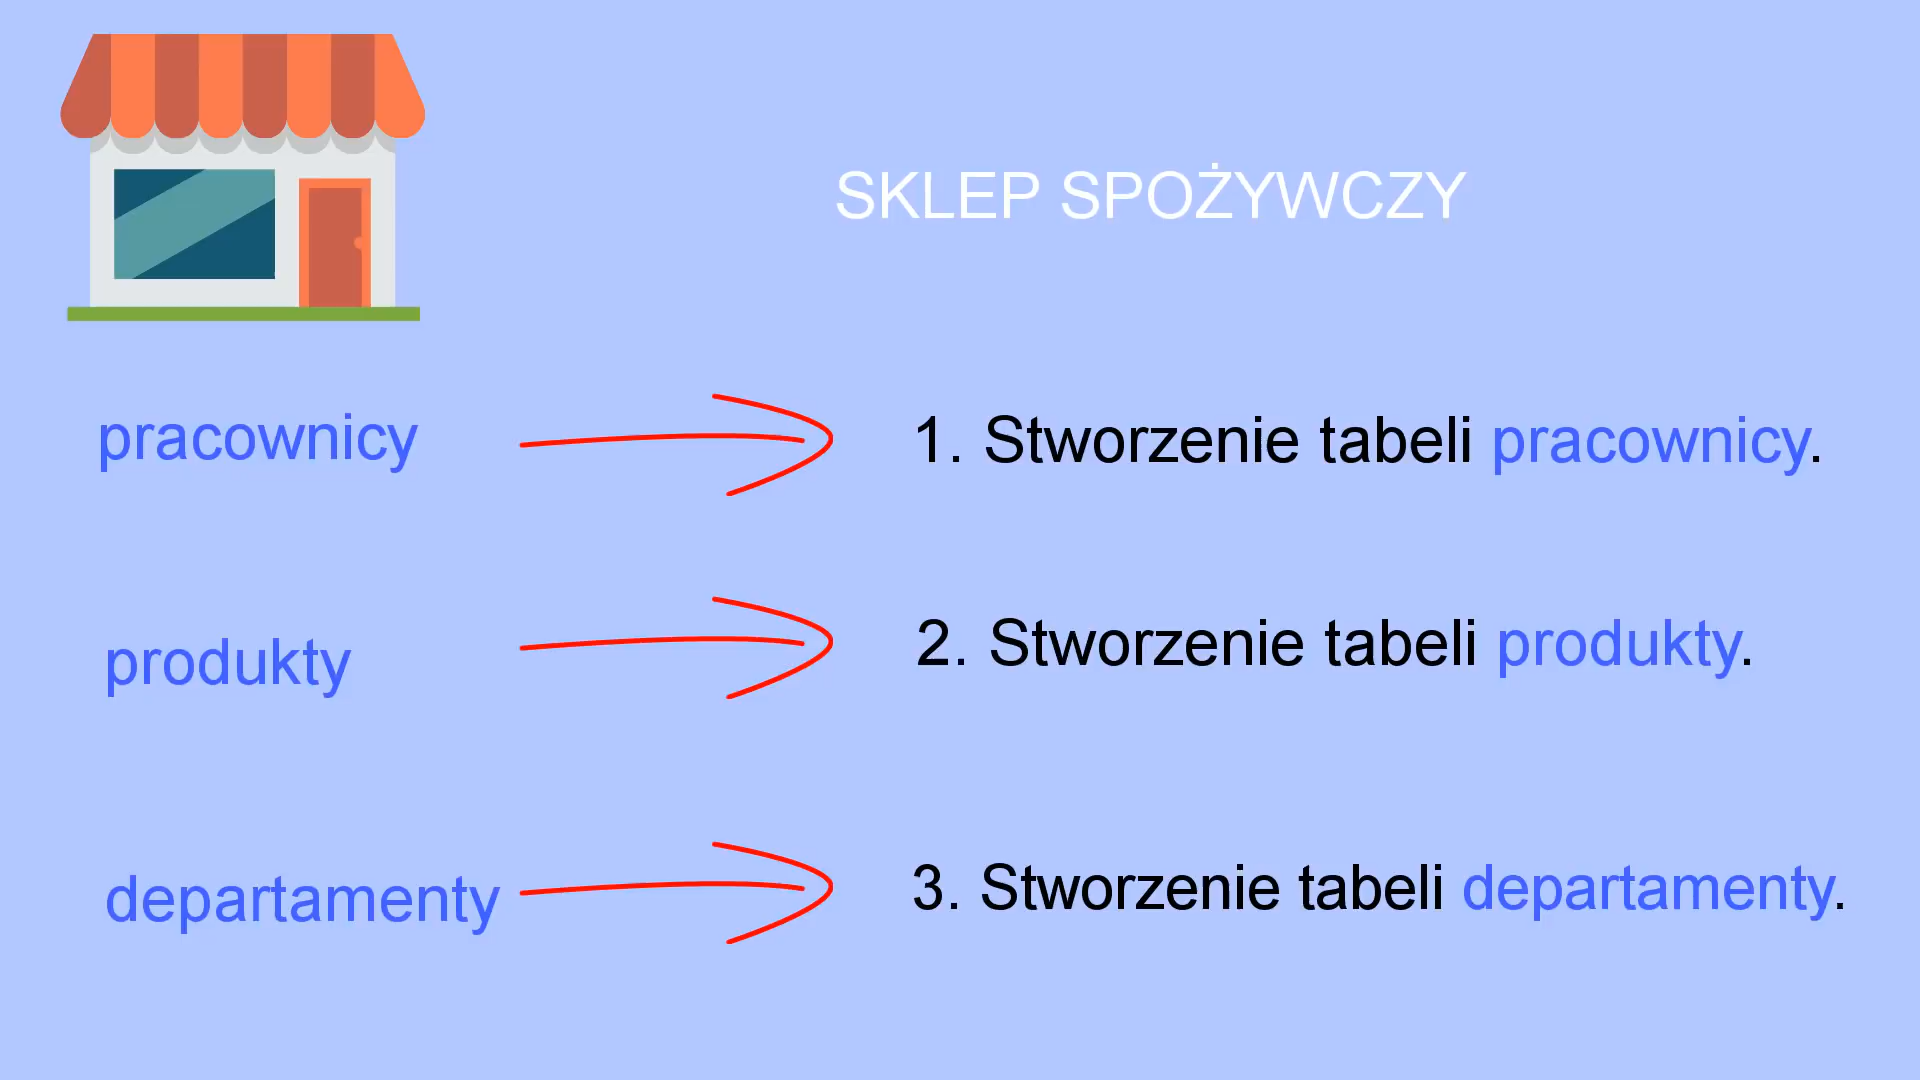 SKLEP SPOŻYWCZY
pracownicy
1. Stworzenie tabeli pracownicy.
produkty
2. Stworzenie tabeli produkty.
departamenty
3. Stworzenie tabeli departamenty.